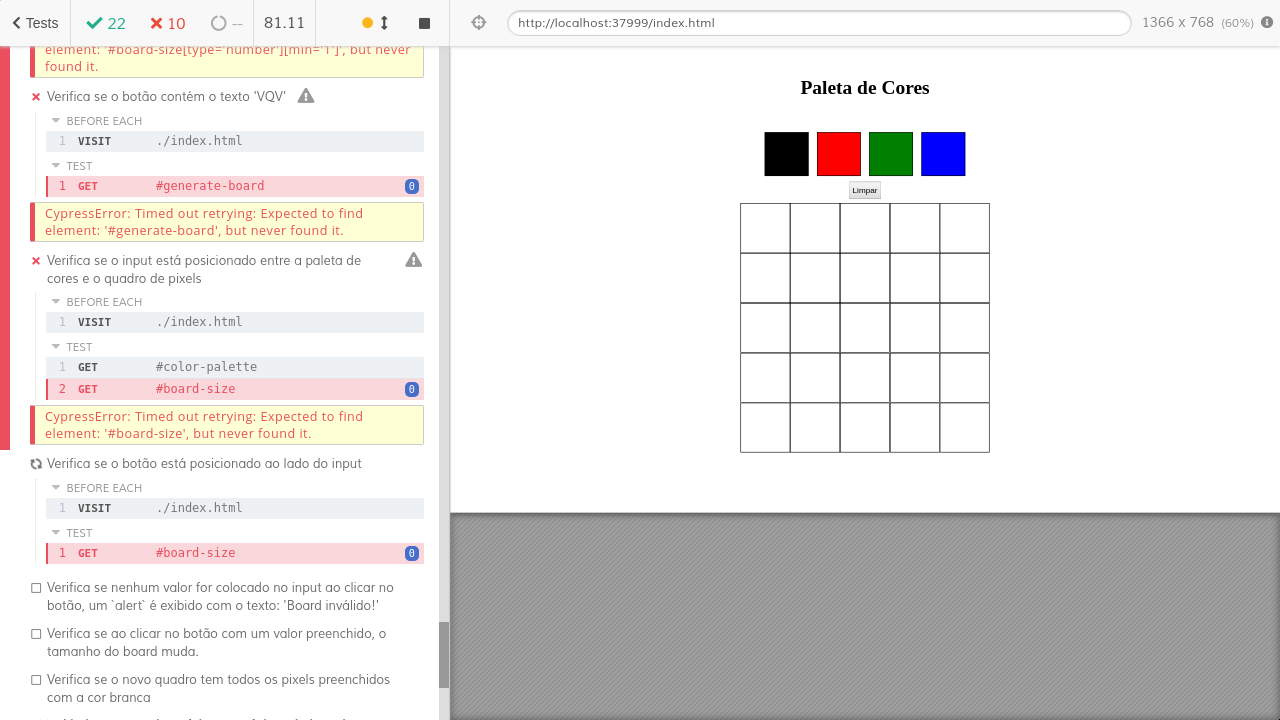 Tests
22
10
--
81.11
http://localhost:37999/index.html
1366 x 768 (60%)
element: '#board-size[type='number'][min='1']', but never
found it.
Verifica se o botão contém o texto 'VQV'
BEFORE EACH
1 VISIT ./index.html
TEST
1 GET #generate-board 0
CypressError: Timed out retrying: Expected to find
element: '#generate-board', but never found it.
Verifica se o input está posicionado entre a paleta de
cores e o quadro de pixels
BEFORE EACH
1 VISIT ./index.html
TEST
1 GET #color-palette
2 GET #board-size 0
CypressError: Timed out retrying: Expected to find
element: '#board-size', but never found it.
Verifica se o botão está posicionado ao lado do input
BEFORE EACH
1 VISIT ./index.html
TEST
1 GET #board-size 0
Verifica se nenhum valor for colocado no input ao clicar no
botão, um `alert` é exibido com o texto: 'Board inválido!'
Verifica se ao clicar no botão com um valor preenchido, o
tamanho do board muda.
Verifica se o novo quadro tem todos os pixels preenchidos
com a cor branca
Paleta de Cores
Limpar